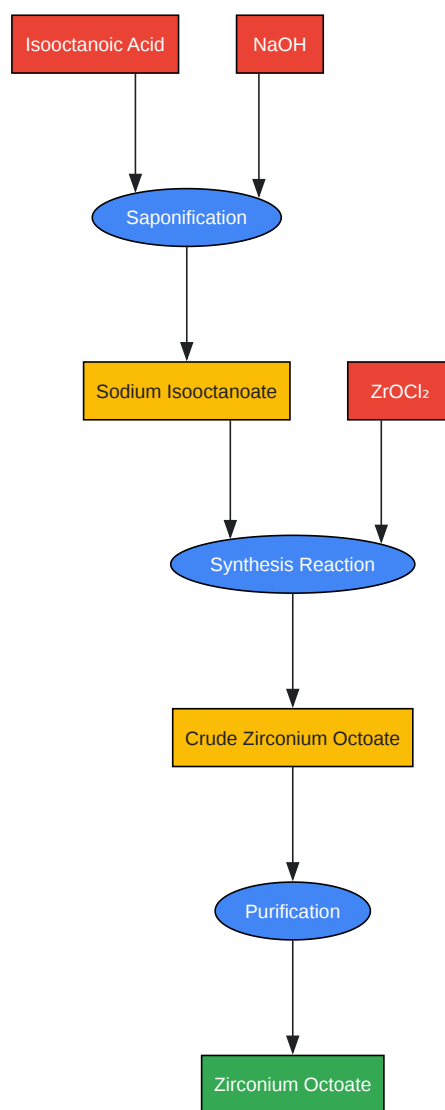 Isooctanoic Acid
NaOH
Saponification
Sodium Isooctanoate
ZrOCl₂
Synthesis Reaction
Crude Zirconium Octoate
Purification
Zirconium Octoate